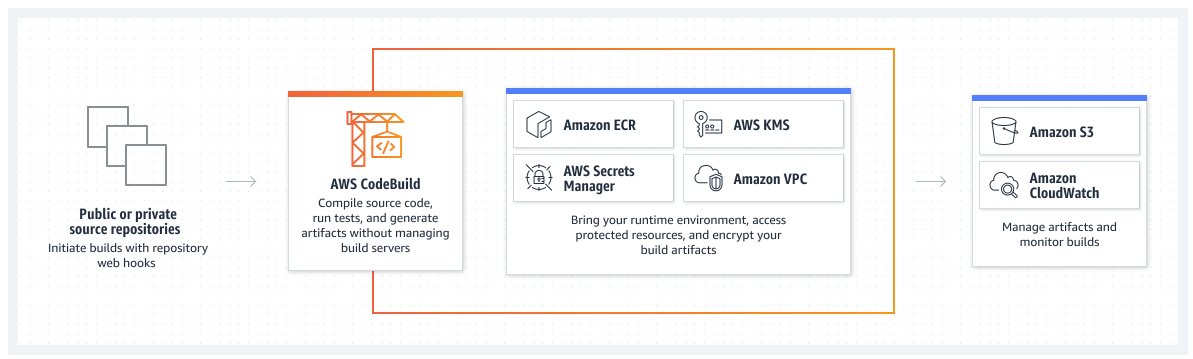 Public or private
source repositories
Initiate builds with repository
web hooks
</>
AWS CodeBuild
Compile source code,
run tests, and generate
artifacts without managing
build servers
Amazon ECR
AWS KMS
AWS Secrets
Manager
Amazon VPC
Bring your runtime environment, access
protected resources, and encrypt your
build artifacts
Amazon S3
Amazon
CloudWatch
Manage artifacts and
monitor builds